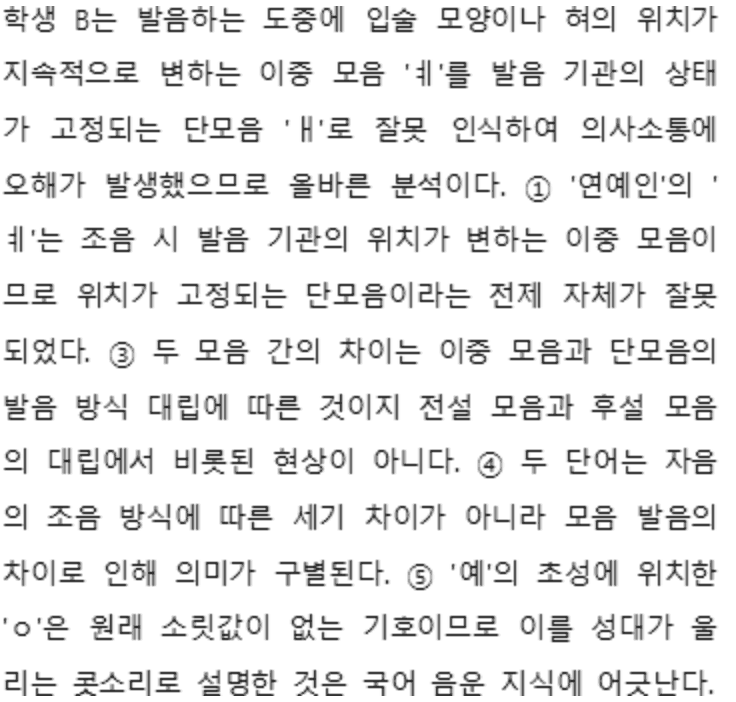 학생 B는 발음하는 도중에 입술 모양이나 혀의 위치가
지속적으로 변하는 이중 모음 'ㅖ'를 발음 기관의 상태
가 고정되는 단모음 'ㅐ'로 잘못 인식하여 의사소통에
오해가 발생했으므로 올바른 분석이다. ① '연예인'의 '
ㅖ'는 조음 시 발음 기관의 위치가 변하는 이중 모음이
므로 위치가 고정되는 단모음이라는 전제 자체가 잘못
되었다. ③ 두 모음 간의 차이는 이중 모음과 단모음의
발음 방식 대립에 따른 것이지 전설 모음과 후설 모음
의 대립에서 비롯된 현상이 아니다. ④ 두 단어는 자음
의 조음 방식에 따른 세기 차이가 아니라 모음 발음의
차이로 인해 의미가 구별된다. ⑤ '예'의 초성에 위치한
'ㅇ'은 원래 소릿값이 없는 기호이므로 이를 성대가 울
리는 콧소리로 설명한 것은 국어 음운 지식에 어긋난다.